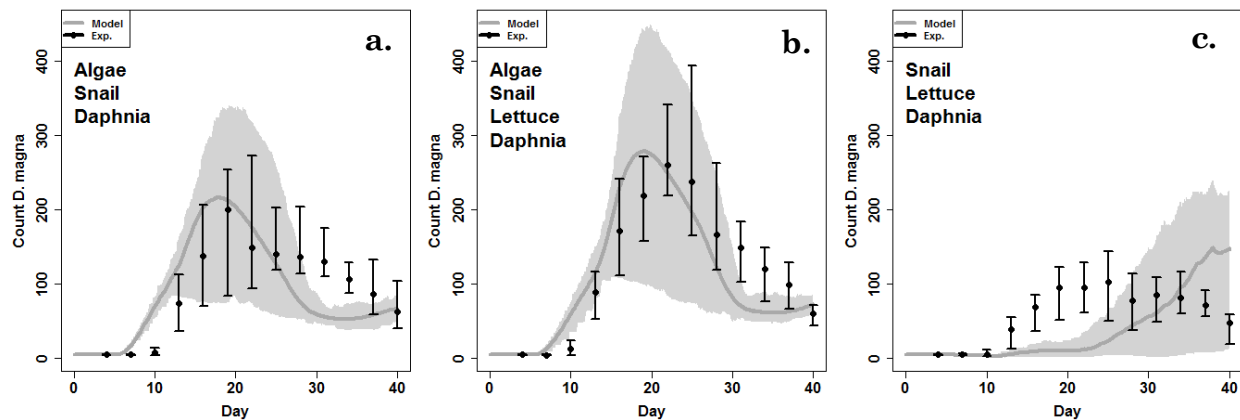 Model
Exp.
a.
Algae
Snail
Daphnia
Count D. magna
400
300
200
100
0
0 10 20 30 40
Day
Model
Exp.
b.
Algae
Snail
Lettuce
Daphnia
Count D. magna
400
300
200
100
0
0 10 20 30 40
Day
Model
Exp.
c.
Snail
Lettuce
Daphnia
Count D. magna
400
300
200
100
0
0 10 20 30 40
Day